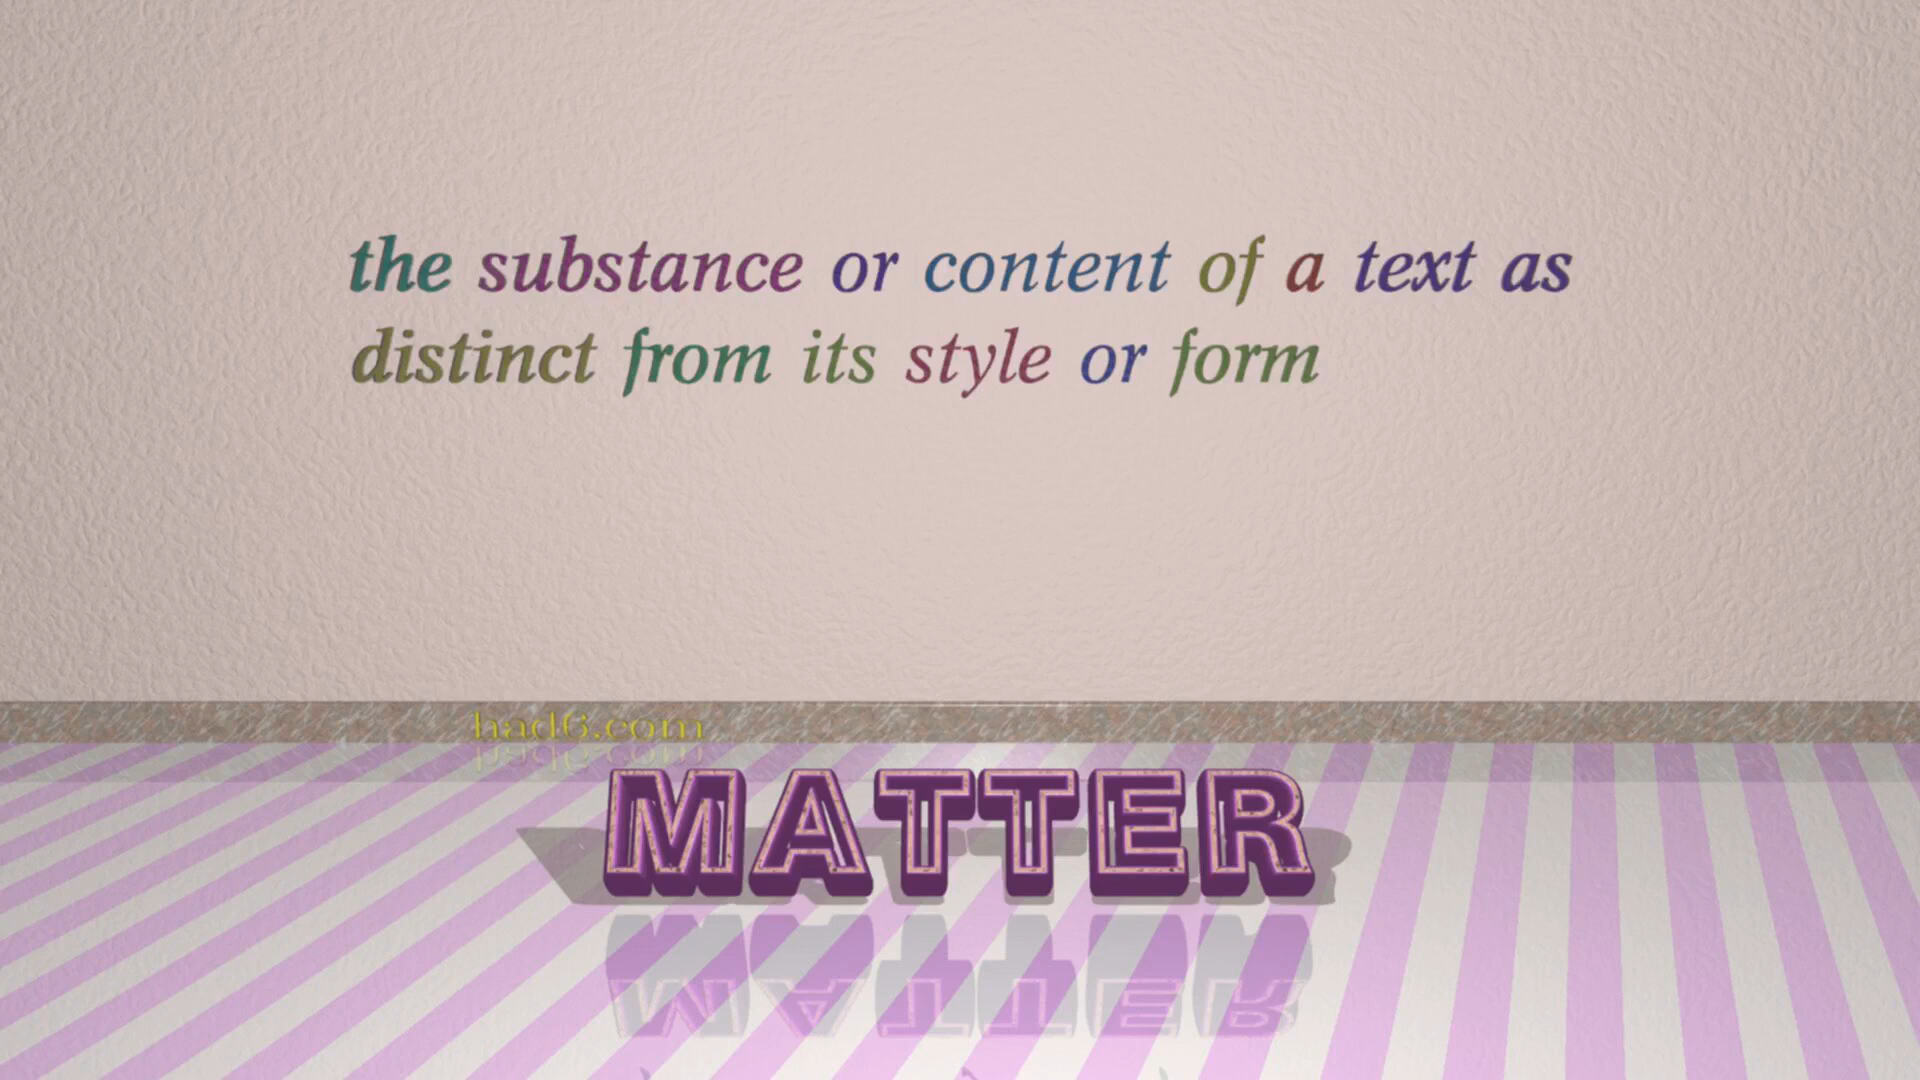 the substance or content of a text as
distinct from its style or form
had6.com
MATTER